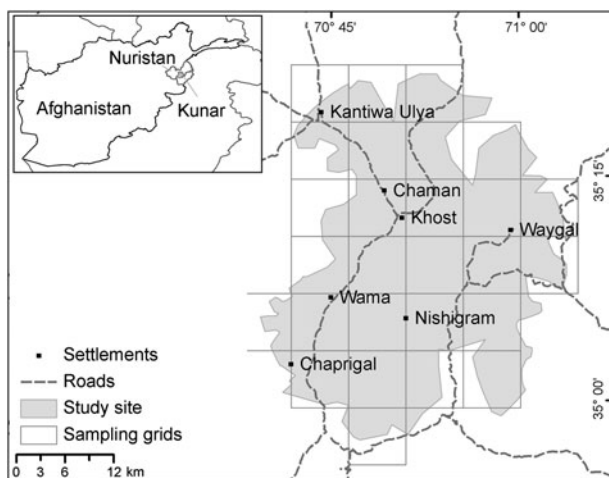 70°45'
71°00'
Nuristan
Afghanistan
Kunar
Kantiwa Ulya
35°15'
Chaman
Khost
Waygal
Wama
Nishigram
Settlements
Chaprigal
Roads
Study site
35°00'
Sampling grids
0 3 6 12 km